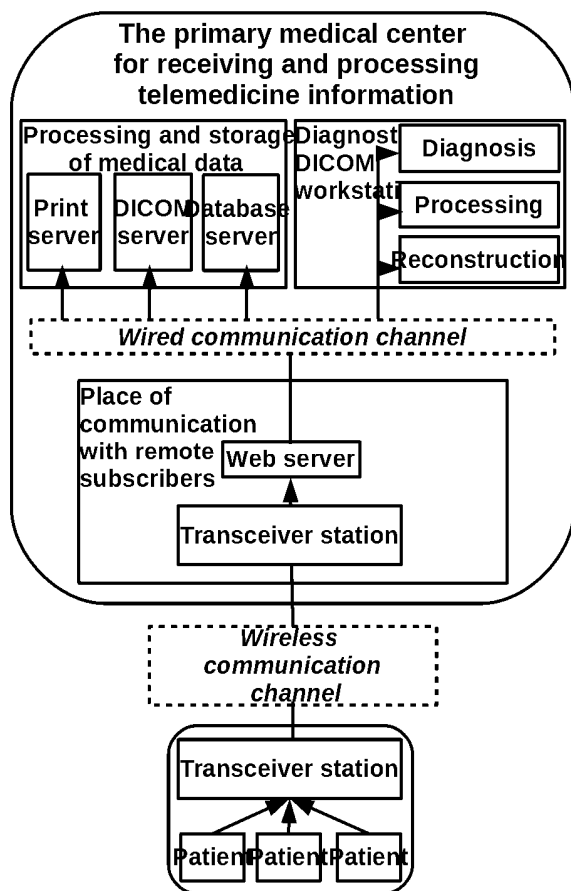 The primary medical center
for receiving and processing
telemedicine information
Processing and storage
of medical data
Print
server
DICOM
server
Database
server
Diagnost
DICOM
workstati
Diagnosis
Processing
Reconstruction
Wired communication channel
Place of
communication
with remote
subscribers
Web server
Transceiver station
Wireless
communication
channel
Transceiver station
Patient
Patient
Patient